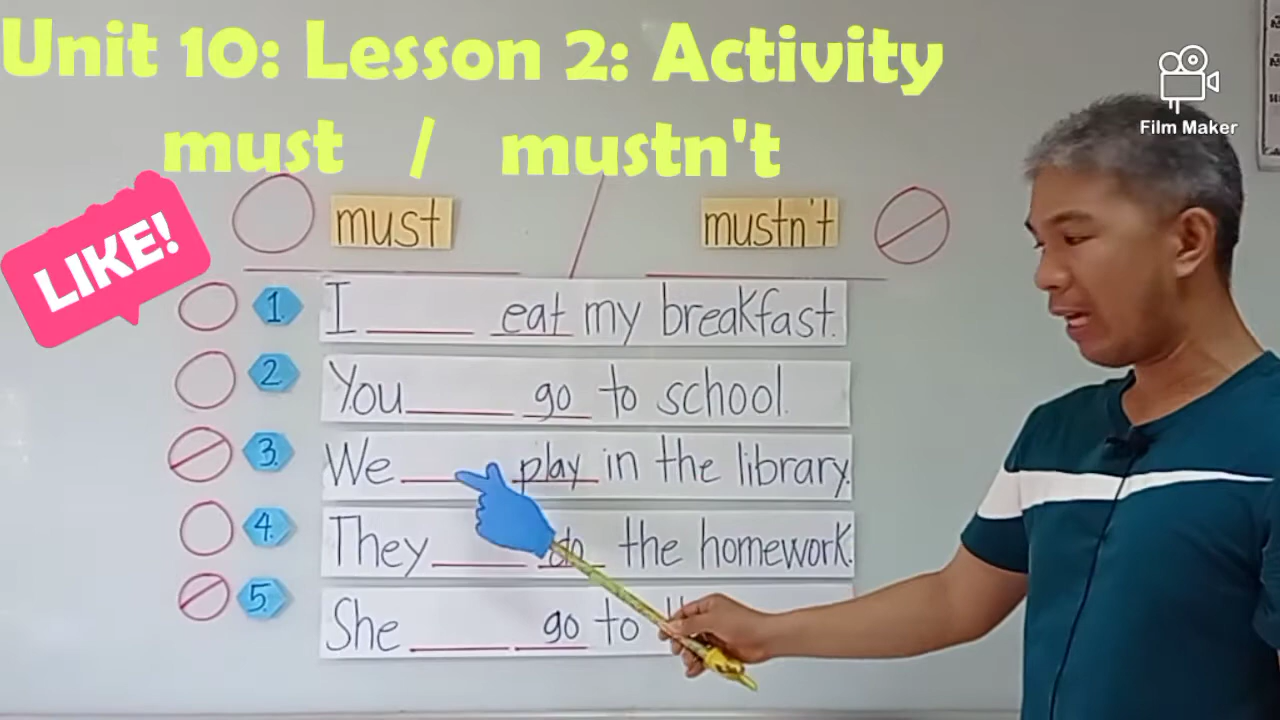 Unit 10: Lesson 2: Activity
must / mustn't
Film Maker
LIKE!
must mustn't
1. I ____ eat my breakfast.
2 You ____ go to school.
3. We ____ play in the library.
4. They ____ do the homework.
5. She ____ go to